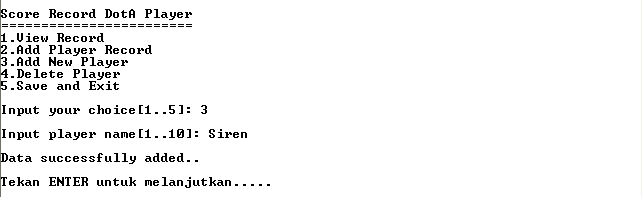 Score Record DotA Player
========================
1.View Record
2.Add Player Record
3.Add New Player
4.Delete Player
5.Save and Exit
Input your choice[1..5]: 3
Input player name[1..10]: Siren
Data successfully added..
Tekan ENTER untuk melanjutkan.....